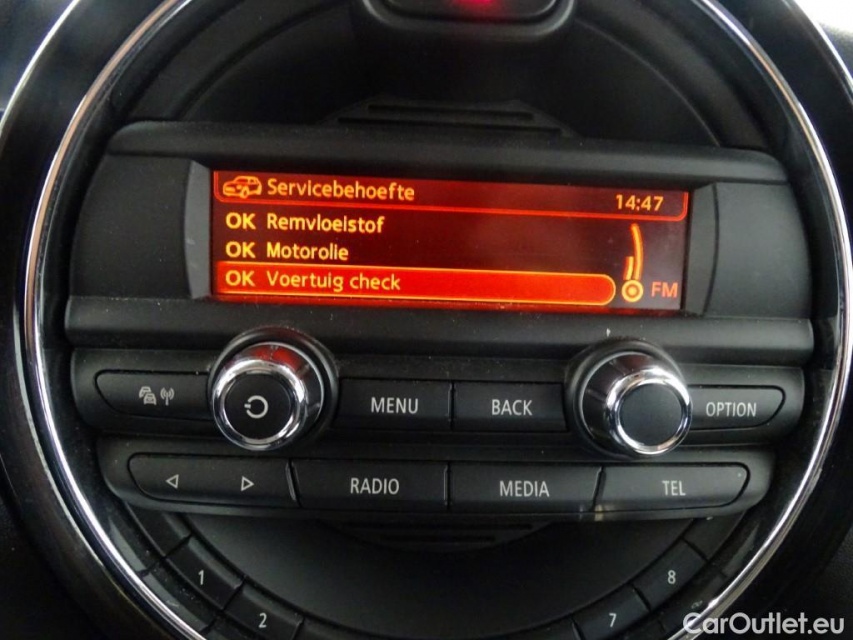 Servicebehoefte 14:47
OK Remvloeistof
OK Motorolie
OK Voertuig check
FM
MENU BACK OPTION
RADIO MEDIA TEL
1 8
2 7
CarOutlet.eu